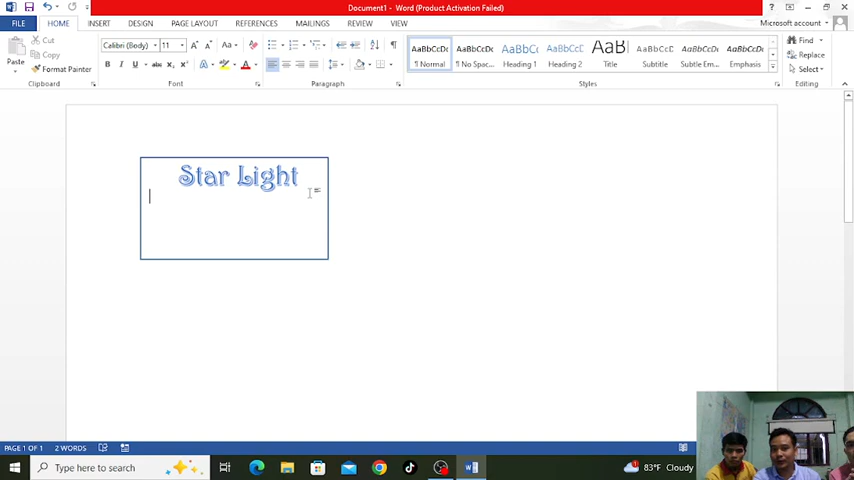 Document1 - Word (Product Activation Failed)
FILE HOME INSERT DESIGN PAGE LAYOUT REFERENCES MAILINGS REVIEW VIEW
Microsoft account
Paste
Cut
Copy
Format Painter
Clipboard
Calibri (Body) 11
Font
Paragraph
AaBbCcDc AaBbCcDc AaBbCc AaBbCcD AaB AaBbCcD AaBbCcDc AaBbCcDc
¶ Normal ¶ No Spac... Heading 1 Heading 2 Title Subtitle Subtle Em... Emphasis
Styles
Find
Replace
Select
Editing
Star Light
PAGE 1 OF 1 2 WORDS
Type here to search
83°F Cloudy